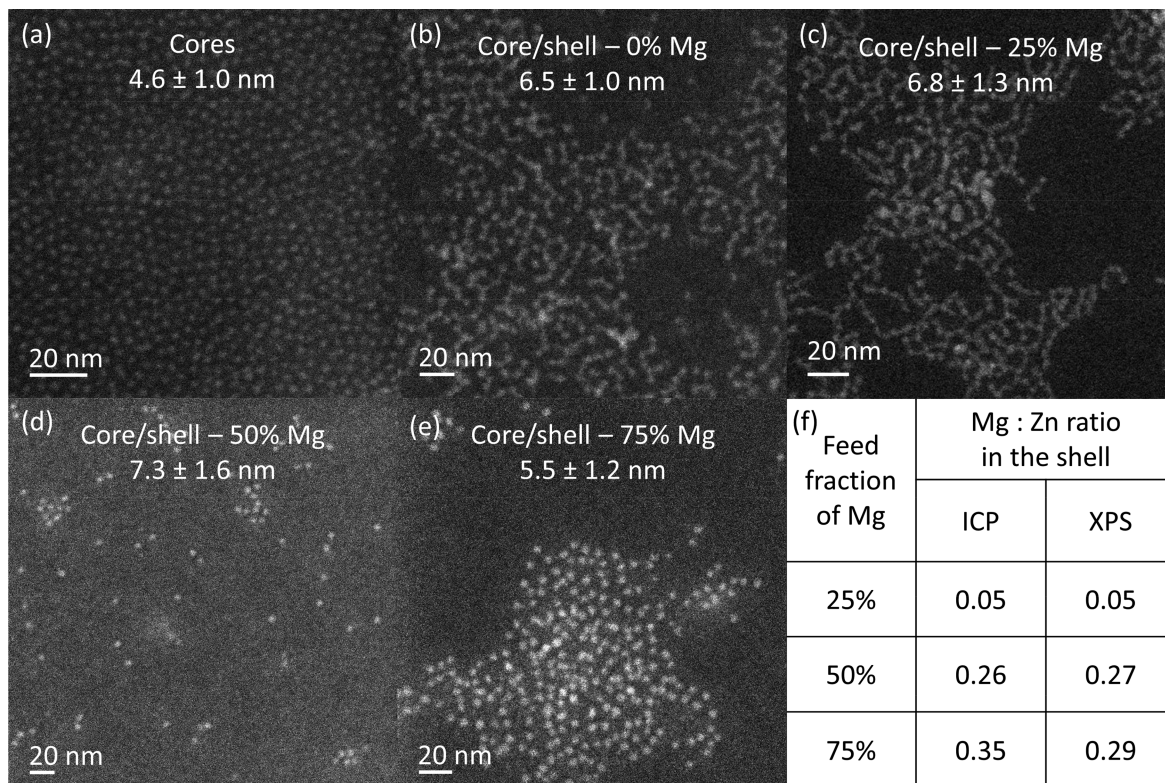 (a)
Cores
4.6 ± 1.0 nm
20 nm
(b)
Core/shell – 0% Mg
6.5 ± 1.0 nm
20 nm
(c)
Core/shell – 25% Mg
6.8 ± 1.3 nm
20 nm
(d)
Core/shell – 50% Mg
7.3 ± 1.6 nm
20 nm
(e)
Core/shell – 75% Mg
5.5 ± 1.2 nm
20 nm
(f)
Feed
fraction
of Mg
Mg : Zn ratio
in the shell
ICP XPS
25% 0.05 0.05
50% 0.26 0.27
75% 0.35 0.29